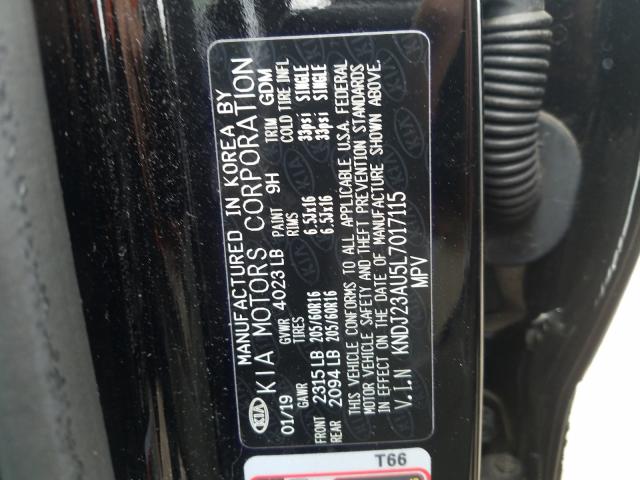 MANUFACTURED IN KOREA BY
KIA KIA MOTORS CORPORATION
01/19 GVWR 4023 LB PAINT 9H TRIM GDM
GAWR TIRES RIMS COLD TIRE INFL
FRONT 2315 LB 205/60R16 6.5Jx16 33psi SINGLE
REAR 2094 LB 205/60R16 6.5Jx16 33psi SINGLE
THIS VEHICLE CONFORMS TO ALL APPLICABLE U.S.A. FEDERAL
MOTOR VEHICLE SAFETY AND THEFT PREVENTION STANDARDS
IN EFFECT ON THE DATE OF MANUFACTURE SHOWN ABOVE.
V.I.N KNDJ23AU5L7017115
MPV
T66